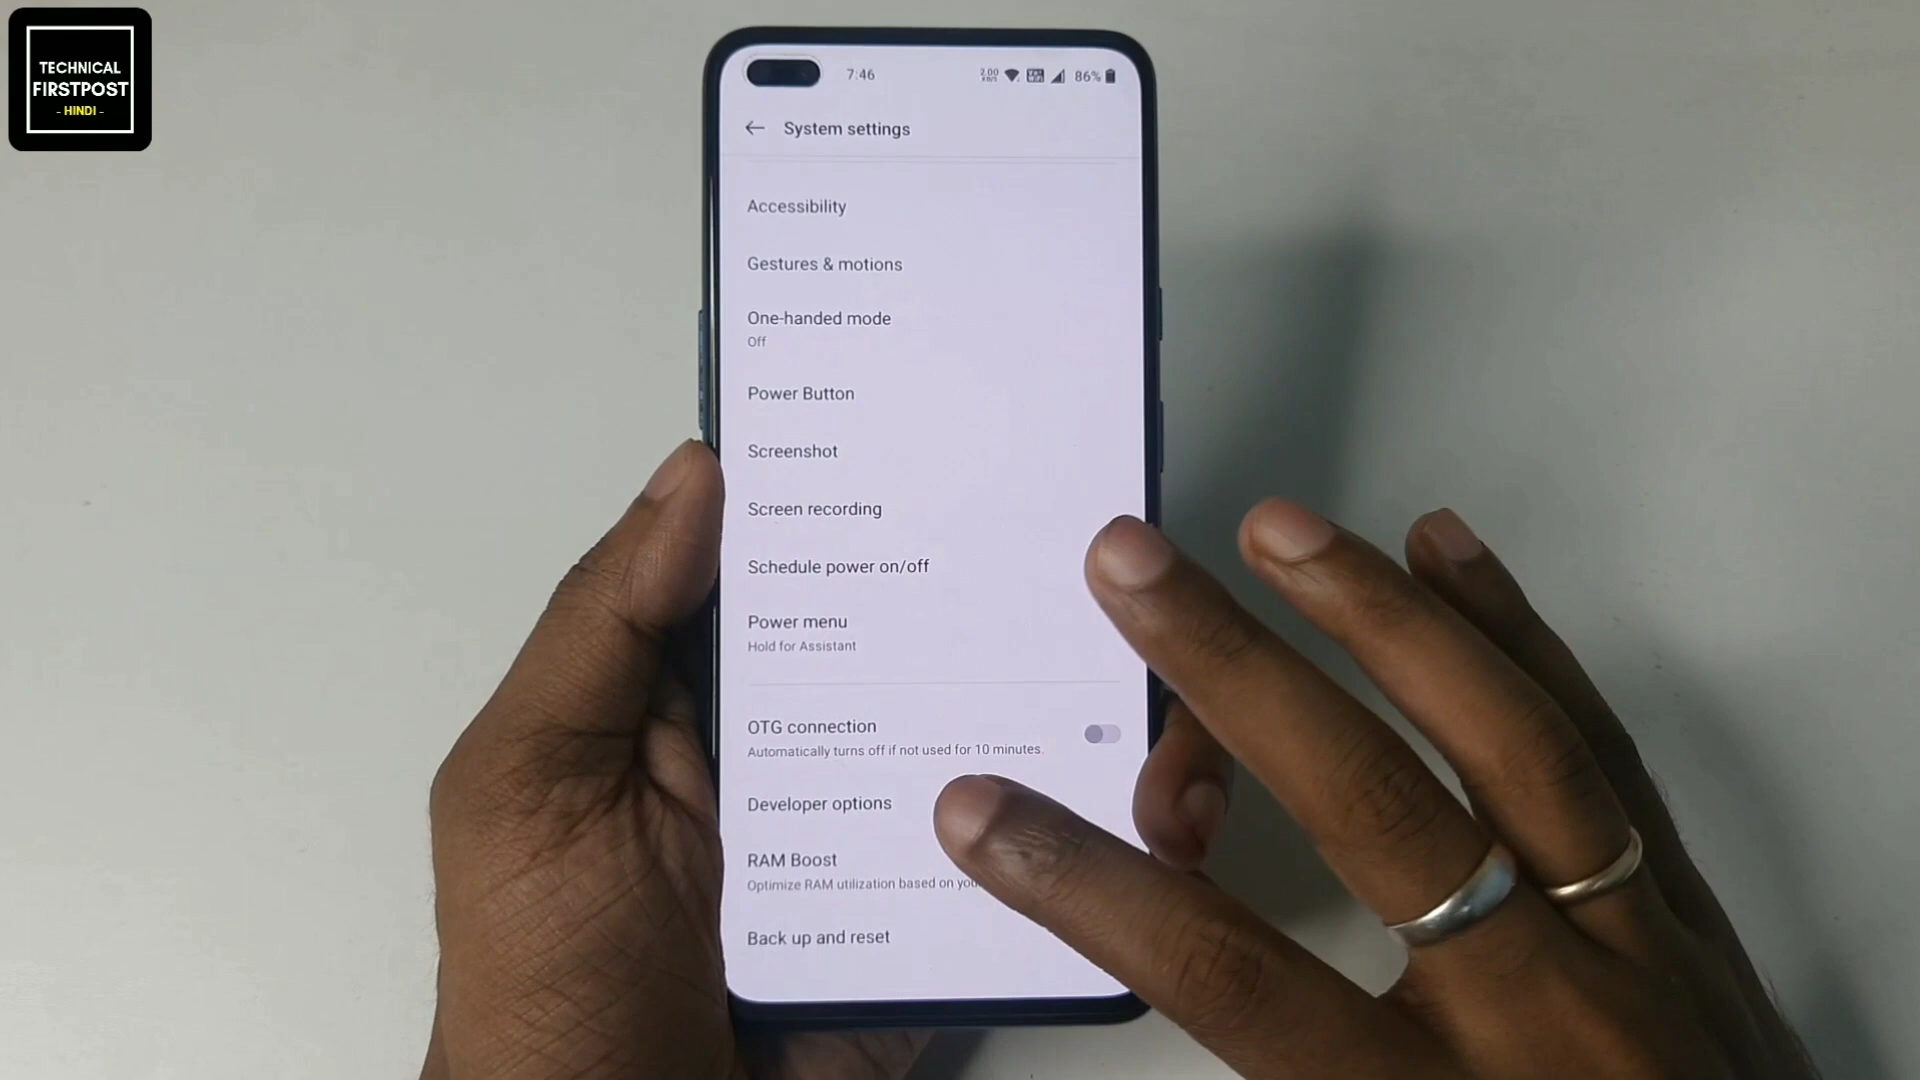 TECHNICAL
FIRSTPOST
- HINDI -
7:46
86%
System settings
Accessibility
Gestures & motions
One-handed mode
Off
Power Button
Screenshot
Screen recording
Schedule power on/off
Power menu
Hold for Assistant
OTG connection
Automatically turns off if not used for 10 minutes.
Developer options
RAM Boost
Optimize RAM utilization based on
Back up and reset